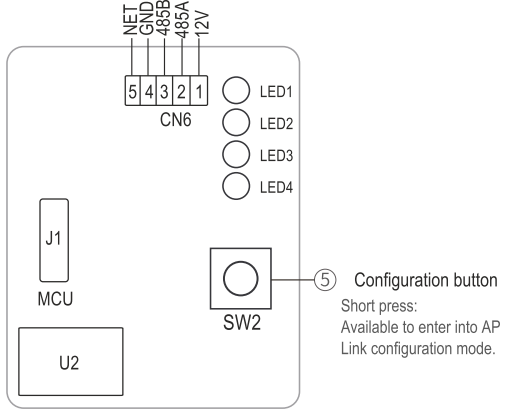 NET
GND
485B
485A
12V
5 4 3 2 1
CN6
LED1
LED2
LED3
LED4
J1
MCU
SW2
U2
⑤ Configuration button
Short press:
Available to enter into AP
Link configuration mode.